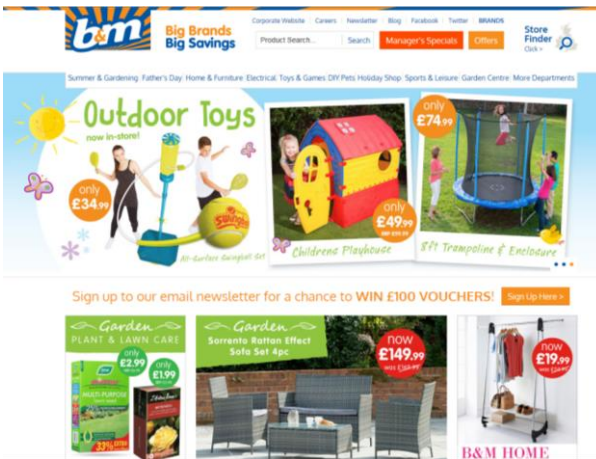 Corporate Website Careers Newsletter Blog Facebook Twitter BRANDS
b&m
Big Brands
Big Savings
Product Search... Search Manager's Specials Offers
Store
Finder
Click >
Summer & Gardening Father's Day Home & Furniture Electrical Toys & Games DIY Pets Holiday Shop Sports & Leisure Garden Centre More Departments
Outdoor Toys
now in-store!
only
£34.99
Swingball
All-Surface Swingball Set
only
£49.99
Childrens Playhouse
only
£74.99
8ft Trampoline & Enclosure
Sign up to our email newsletter for a chance to WIN £100 VOUCHERS! Sign Up Here >
Garden
PLANT & LAWN CARE
only
£2.99
only
£1.99
MULTI-PURPOSE
33% EXTRA
Garden
Sorrento Rattan Effect
Sofa Set 4pc
now
£149.99
now
£19.99
B&M HOME